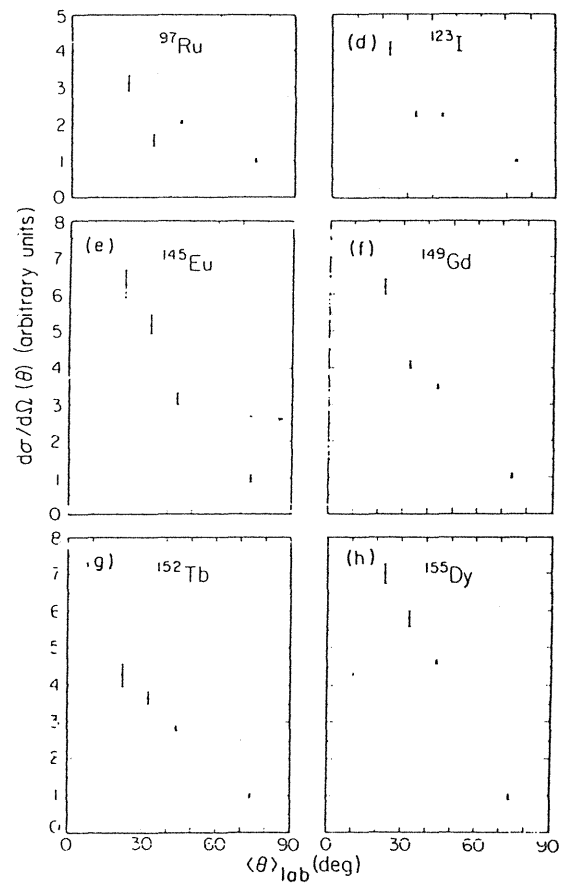 5
4
3
2
1
0
⁹⁷Ru
(d) ¹²³I
dσ/dΩ (θ) (arbitrary units)
8
7
6
5
4
3
2
1
0
(e) ¹⁴⁵Eu
(f) ¹⁴⁹Gd
8
7
6
5
4
3
2
1
0
g) ¹⁵²Tb
(h) ¹⁵⁵Dy
0 30 60 90
0 30 60 90
⟨θ⟩lab (deg)